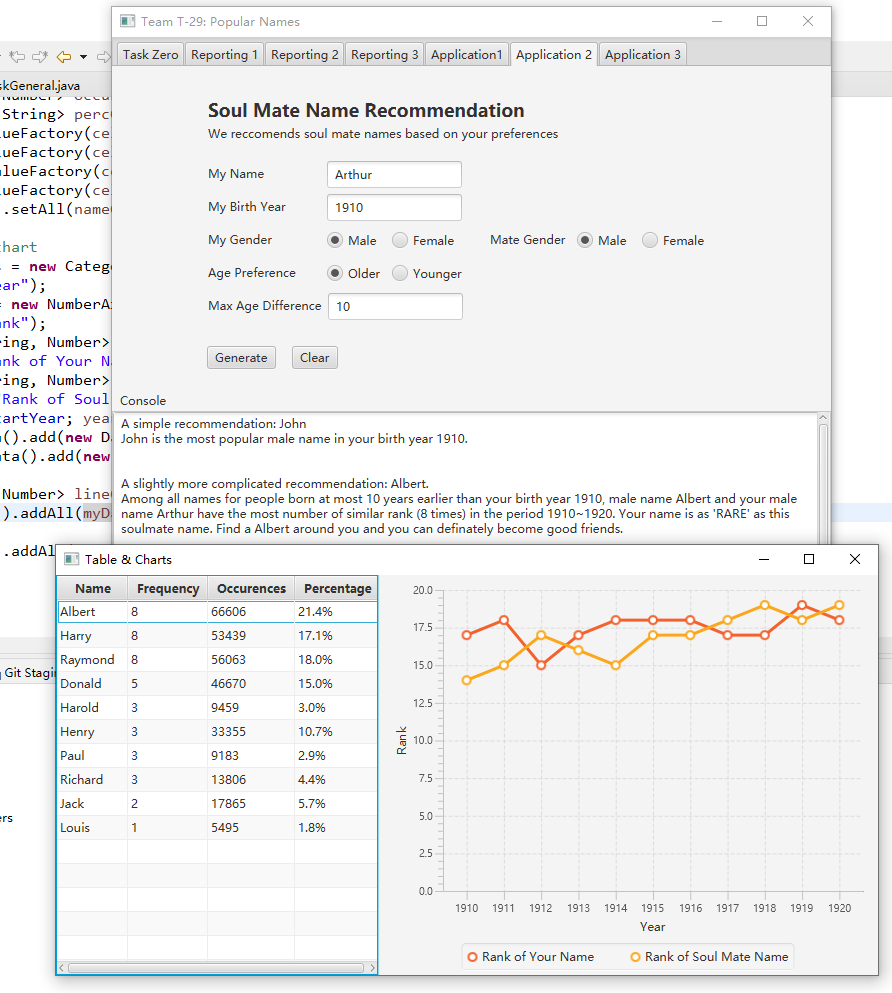 Team T-29: Popular Names
Task Zero Reporting 1 Reporting 2 Reporting 3 Application1 Application 2 Application 3
skGeneral.java
Soul Mate Name Recommendation
We reccomends soul mate names based on your preferences
My Name Arthur
My Birth Year 1910
My Gender Male Female Mate Gender Male Female
Age Preference Older Younger
Max Age Difference 10
Generate Clear
Console
A simple recommendation: John
John is the most popular male name in your birth year 1910.
A slightly more complicated recommendation: Albert.
Among all names for people born at most 10 years earlier than your birth year 1910, male name Albert and your male
name Arthur have the most number of similar rank (8 times) in the period 1910~1920. Your name is as 'RARE' as this
soulmate name. Find a Albert around you and you can definately become good friends.
String> perc
ueFactory(ce
ueFactory(ce
alueFactory(c
ueFactory(ce
.setAll(name
hart
= new Catego
ear");
= new NumberA
nk");
ring, Number>
ank of Your N
ring, Number>
Rank of Soul
tartYear; yea
().add(new D
ata().add(new
Number> line
).addAll(myD
.addAl
Git Stagi
ers
Table & Charts
Name Frequency Occurences Percentage
Albert 8 66606 21.4%
Harry 8 53439 17.1%
Raymond 8 56063 18.0%
Donald 5 46670 15.0%
Harold 3 9459 3.0%
Henry 3 33355 10.7%
Paul 3 9183 2.9%
Richard 3 13806 4.4%
Jack 2 17865 5.7%
Louis 1 5495 1.8%
20.0
17.5
15.0
12.5
10.0
7.5
5.0
2.5
0.0
Rank
1910 1911 1912 1913 1914 1915 1916 1917 1918 1919 1920
Year
Rank of Your Name Rank of Soul Mate Name